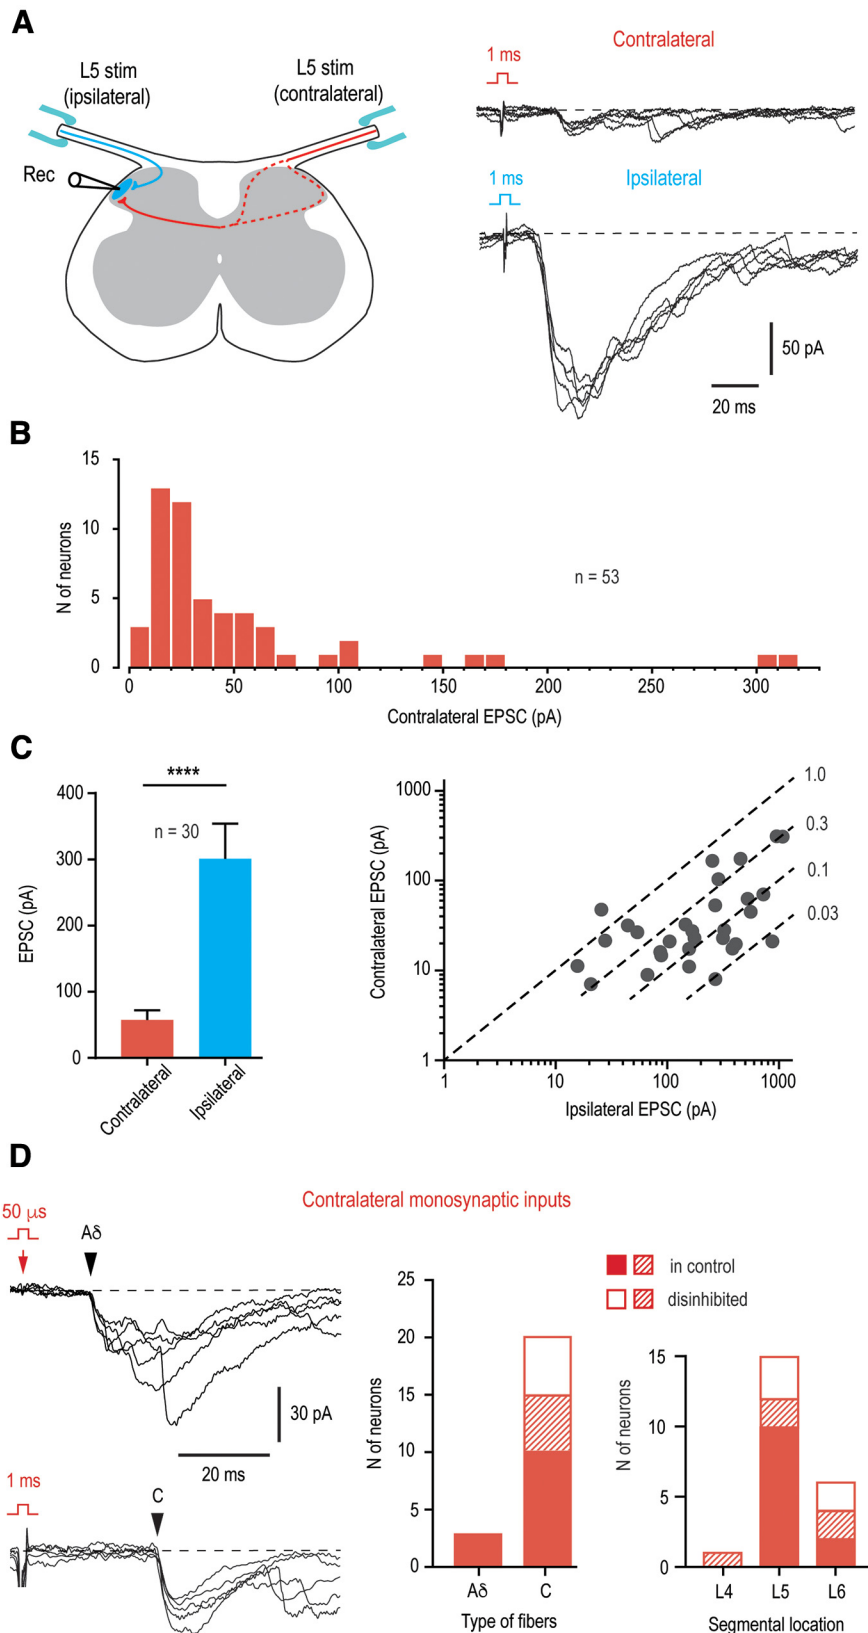 A
L5 stim
(ipsilateral)
L5 stim
(contralateral)
Rec
Contralateral
1 ms
Ipsilateral
1 ms
50 pA
20 ms
B
N of neurons
15
10
5
0
n = 53
0 50 100 150 200 250 300
Contralateral EPSC (pA)
C
EPSC (pA)
400
300
200
100
0
****
n = 30
Contralateral
Ipsilateral
Contralateral EPSC (pA)
1000
100
10
1
1.0
0.3
0.1
0.03
1 10 100 1000
Ipsilateral EPSC (pA)
D
Contralateral monosynaptic inputs
50 μs
Aδ
30 pA
20 ms
1 ms
C
in control
disinhibited
N of neurons
25
20
15
10
5
0
Aδ C
Type of fibers
N of neurons
15
10
5
0
L4 L5 L6
Segmental location